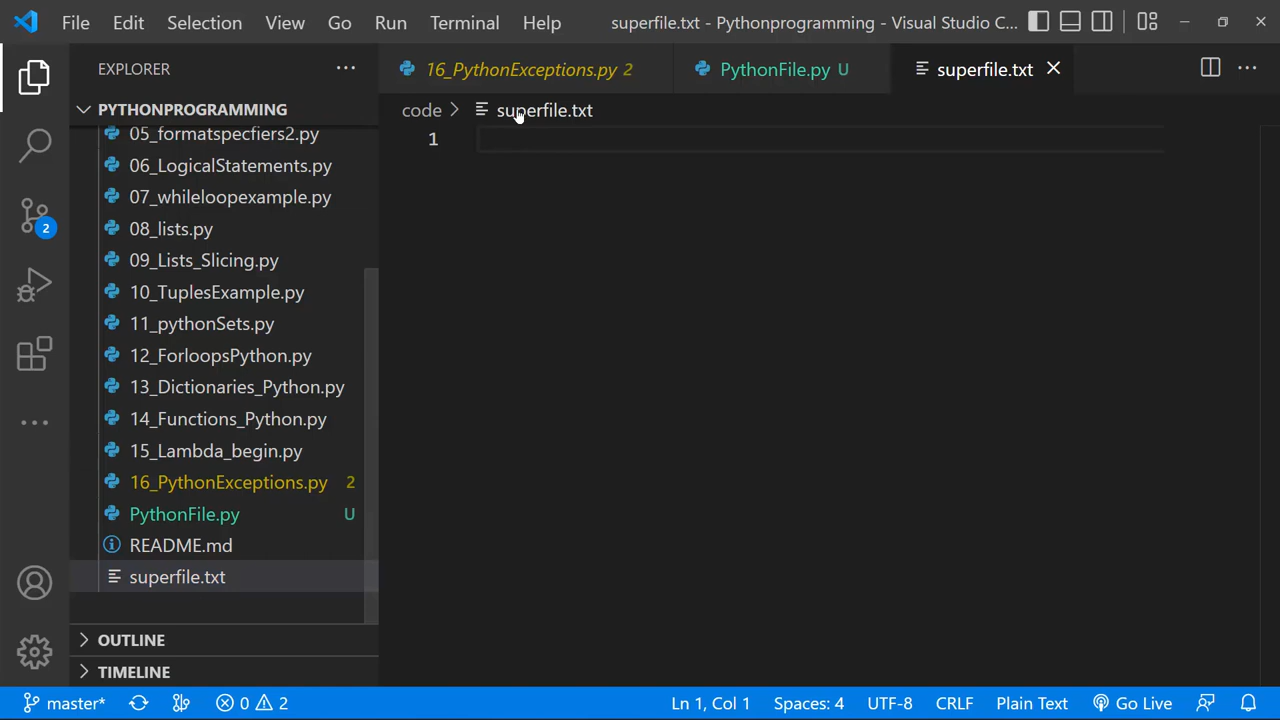 File Edit Selection View Go Run Terminal Help superfile.txt - Pythonprogramming - Visual Studio C...
EXPLORER
16_PythonExceptions.py 2 PythonFile.py U superfile.txt
PYTHONPROGRAMMING
code superfile.txt
1
05_formatspecfiers2.py
06_LogicalStatements.py
07_whileloopexample.py
2
08_lists.py
09_Lists_Slicing.py
10_TuplesExample.py
11_pythonSets.py
12_ForloopsPython.py
13_Dictionaries_Python.py
14_Functions_Python.py
15_Lambda_begin.py
16_PythonExceptions.py 2
PythonFile.py U
README.md
superfile.txt
OUTLINE
TIMELINE
master* 0 2 Ln 1, Col 1 Spaces: 4 UTF-8 CRLF Plain Text Go Live